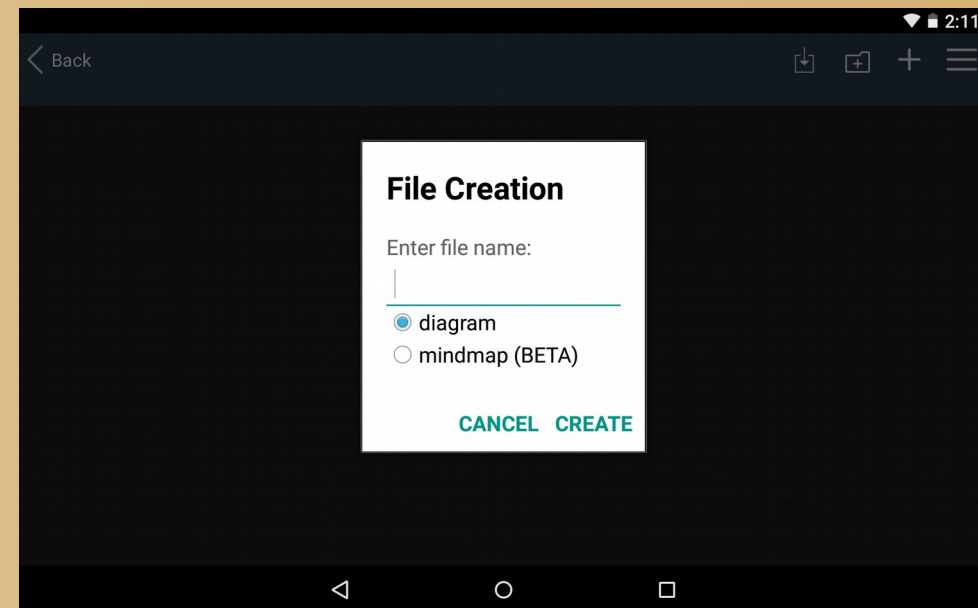 2:11
Back
File Creation
Enter file name:
diagram
mindmap (BETA)
CANCEL CREATE